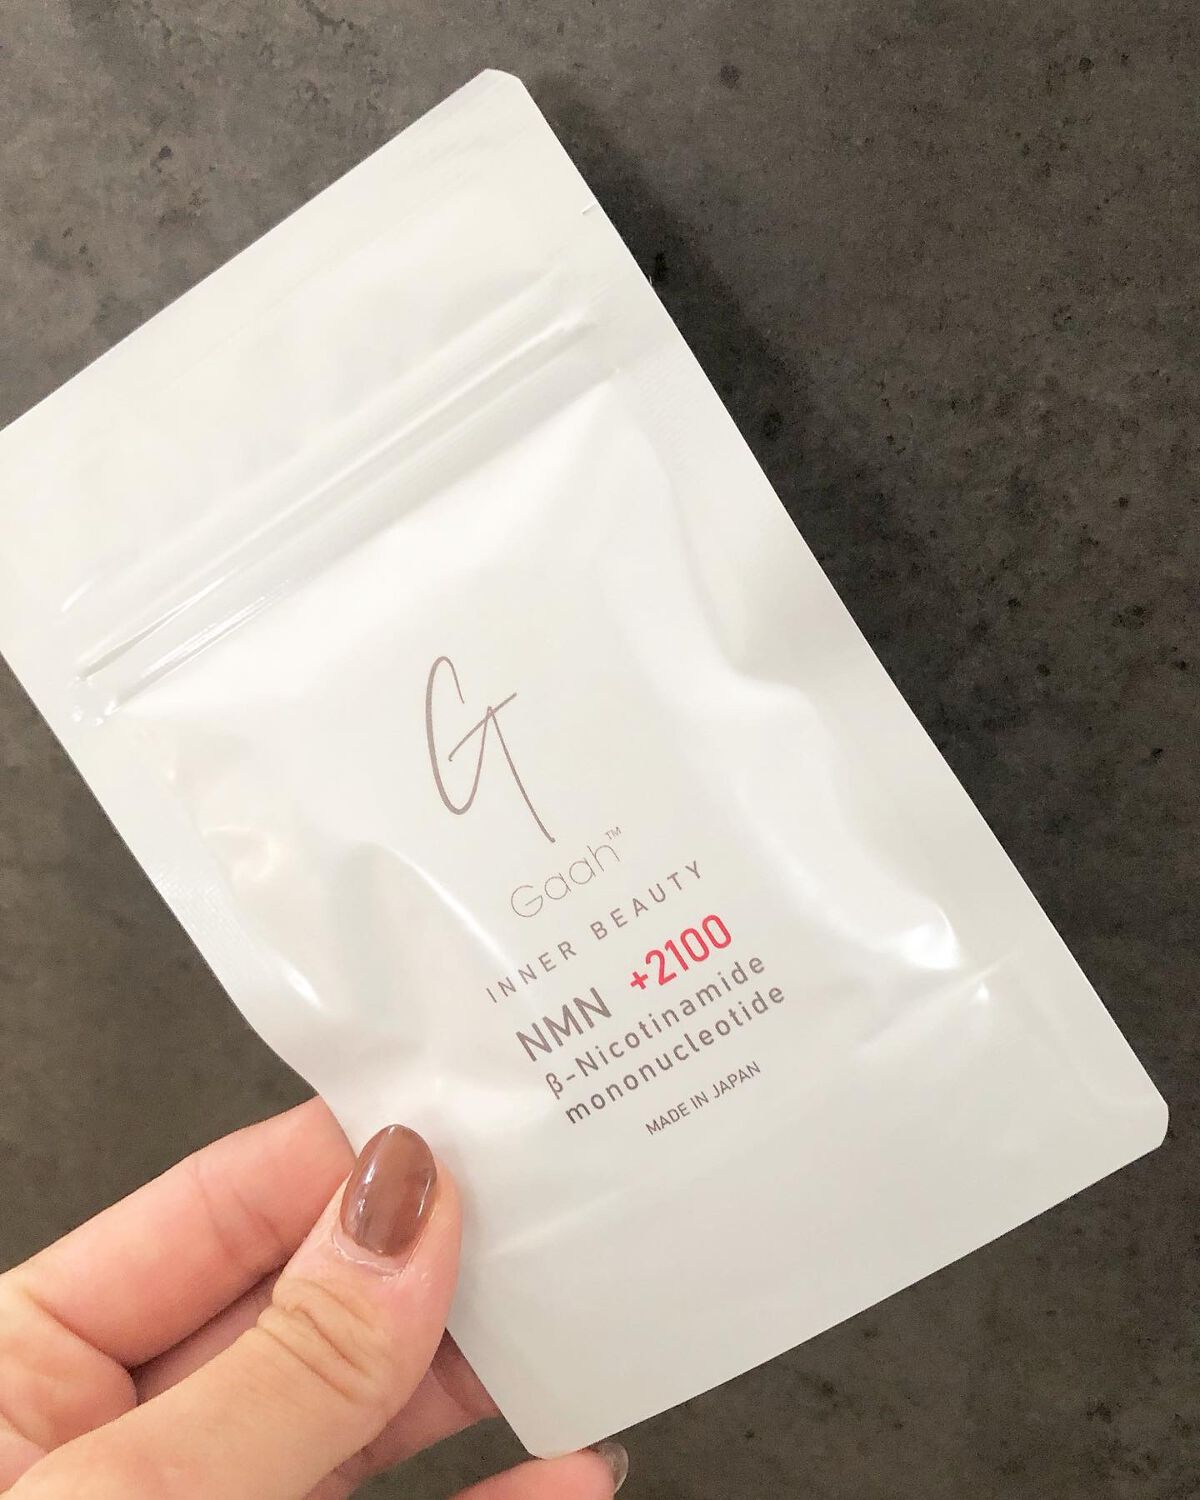 G
Gaah™
INNER BEAUTY
NMN +2100
β-Nicotinamide
mononucleotide
MADE IN JAPAN